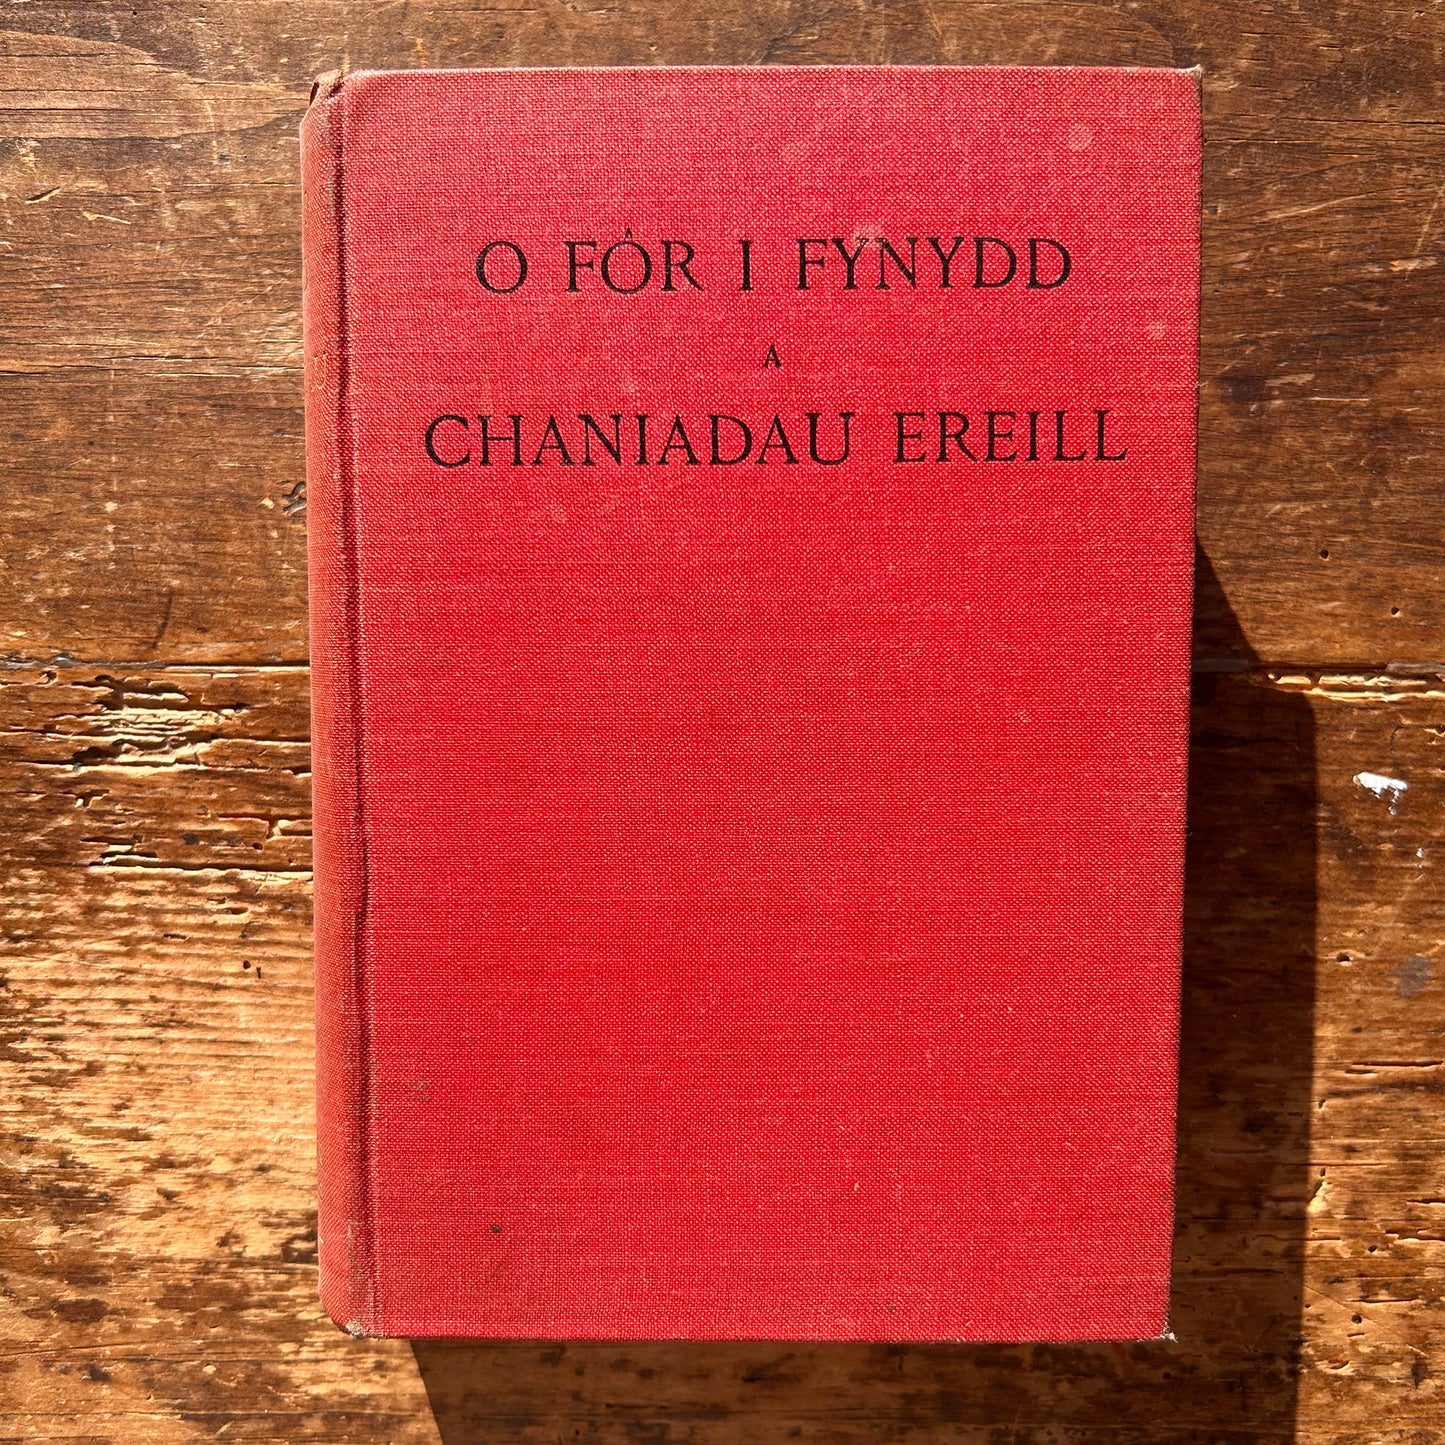 O FÔR I FYNYDD
A
CHANIADAU EREILL